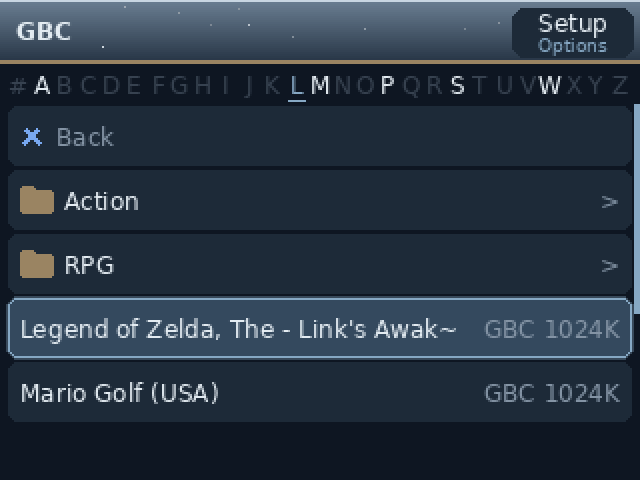 GBC
Setup
Options
# A B C D E F G H I J K L M N O P Q R S T U V W X Y Z
Back
Action >
RPG >
Legend of Zelda, The - Link's Awak~ GBC 1024K
Mario Golf (USA) GBC 1024K